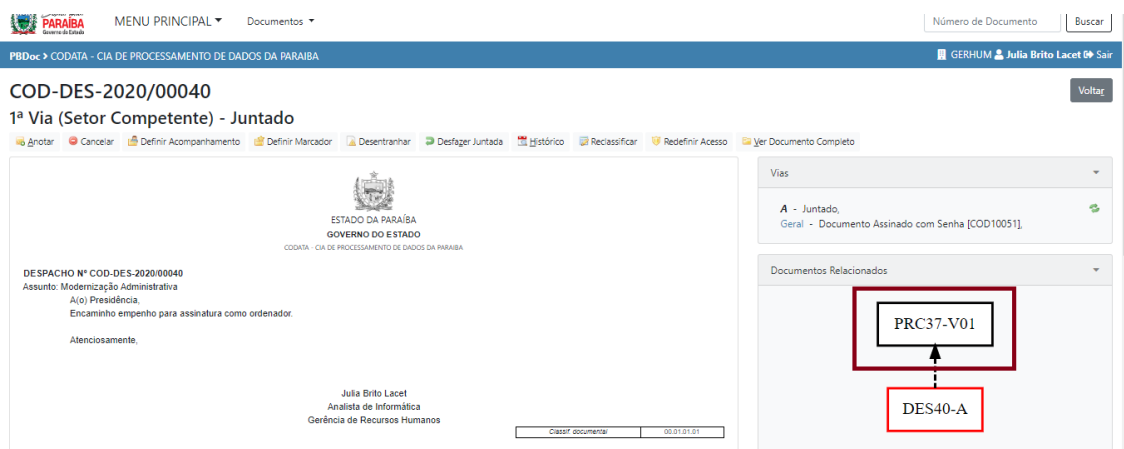 PARAÍBA
Governo do Estado
MENU PRINCIPAL
Documentos
Número de Documento
Buscar
PBDoc > CODATA - CIA DE PROCESSAMENTO DE DADOS DA PARAIBA
GERHUM Julia Brito Lacet Sair
COD-DES-2020/00040
Voltar
1ª Via (Setor Competente) - Juntado
Anotar Cancelar Definir Acompanhamento Definir Marcador Desentranhar Desfazer Juntada Histórico Reclassificar Redefinir Acesso Ver Documento Completo
ESTADO DA PARAÍBA
GOVERNO DO ESTADO
CODATA - CIA DE PROCESSAMENTO DE DADOS DA PARAIBA
DESPACHO Nº COD-DES-2020/00040
Assunto: Modernização Administrativa
A(o) Presidência,
Encaminho empenho para assinatura como ordenador.
Atenciosamente,
Julia Brito Lacet
Analista de Informática
Gerência de Recursos Humanos
Classif. documental 00.01.01.01
Vias
A - Juntado,
Geral - Documento Assinado com Senha [COD10051],
Documentos Relacionados
PRC37-V01
DES40-A